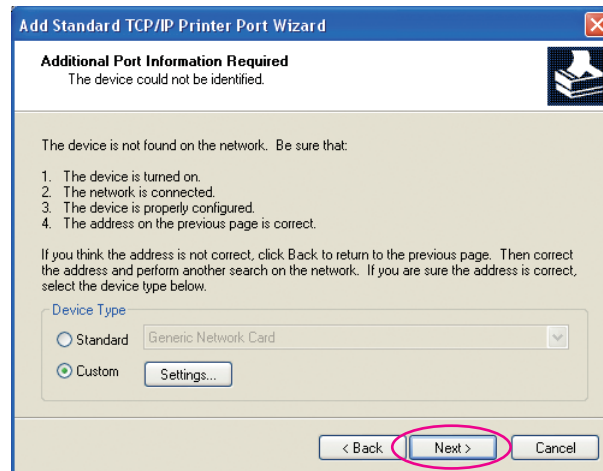 Add Standard TCP/IP Printer Port Wizard
Additional Port Information Required
The device could not be identified.
The device is not found on the network.  Be sure that:
1.  The device is turned on.
2.  The network is connected.
3.  The device is properly configured.
4.  The address on the previous page is correct.
If you think the address is not correct, click Back to return to the previous page.  Then correct
the address and perform another search on the network.  If you are sure the address is correct,
select the device type below.
Device Type
Standard
Generic Network Card
Custom
Settings...
< Back
Next >
Cancel